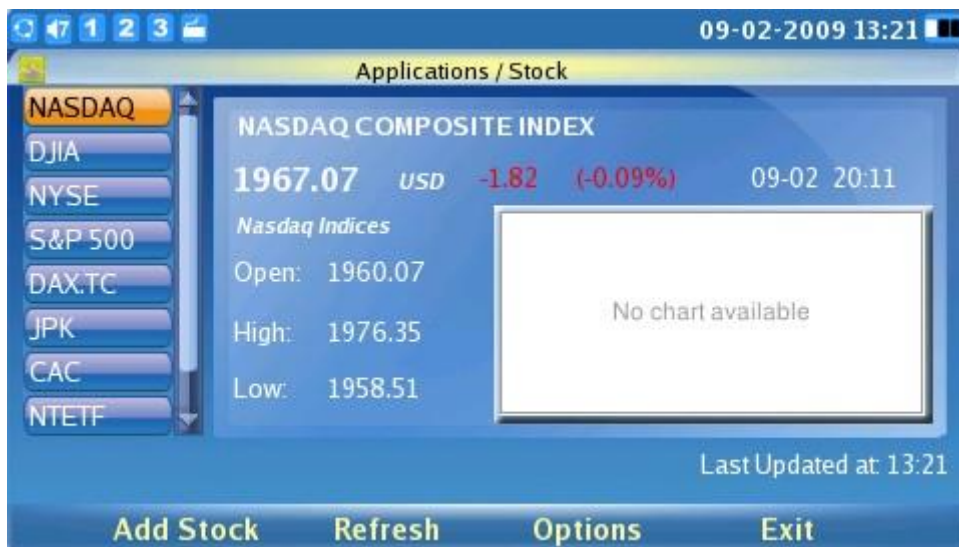 47 1 2 3 09-02-2009 13:21
Applications / Stock
NASDAQ
DJIA
NYSE
S&P 500
DAX.TC
JPK
CAC
NTETF
NASDAQ COMPOSITE INDEX
1967.07 USD -1.82 (-0.09%) 09-02 20:11
Nasdaq Indices
Open: 1960.07
High: 1976.35
Low: 1958.51
No chart available
Last Updated at: 13:21
Add Stock Refresh Options Exit